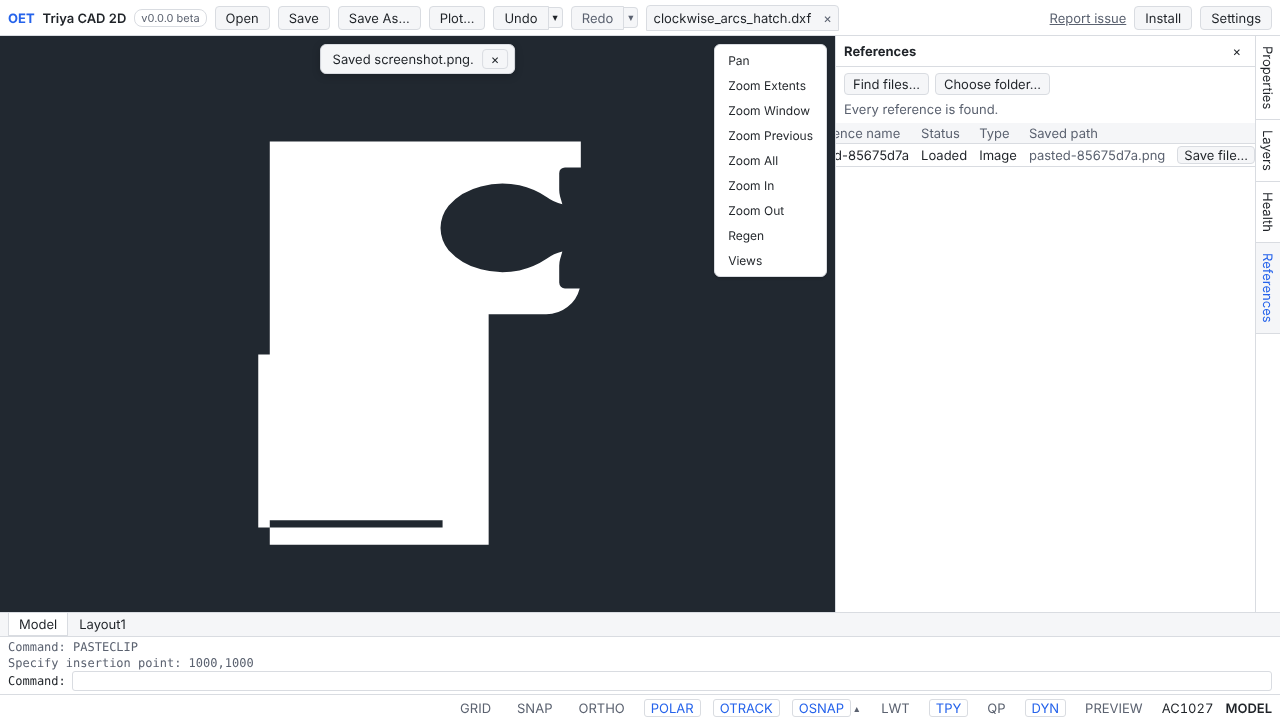 OET Triya CAD 2D v0.0.0 beta Open Save Save As... Plot... Undo ▾ Redo ▾ clockwise_arcs_hatch.dxf × Report issue Install Settings
Saved screenshot.png. ×
Pan
Zoom Extents
Zoom Window
Zoom Previous
Zoom All
Zoom In
Zoom Out
Regen
Views
References ×
Find files... Choose folder...
Every reference is found.
ence name Status Type Saved path
d-85675d7a Loaded Image pasted-85675d7a.png Save file...
Properties
Layers
Health
References
Model Layout1
Command: PASTECLIP
Specify insertion point: 1000,1000
Command:
GRID SNAP ORTHO POLAR OTRACK OSNAP ▴ LWT TPY QP DYN PREVIEW AC1027 MODEL